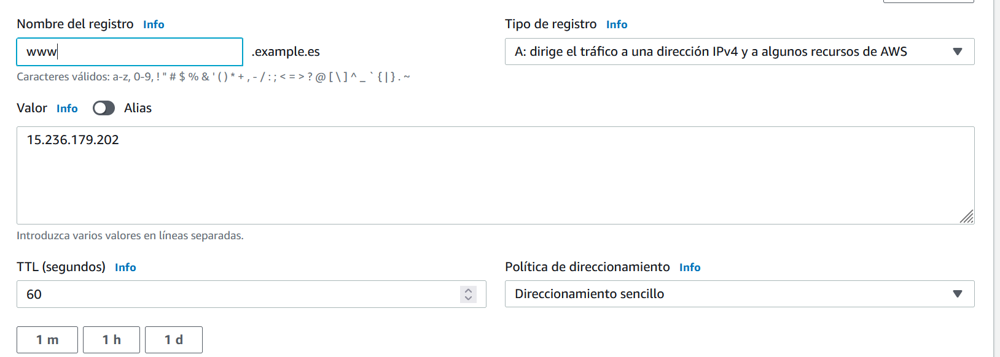 Nombre del registro Info
www .example.es
Caracteres válidos: a-z, 0-9, ! " # $ % & ' ( ) * + , - / : ; < = > ? @ [ \ ] ^ _ ` { | } . ~
Tipo de registro Info
A: dirige el tráfico a una dirección IPv4 y a algunos recursos de AWS
Valor Info Alias
15.236.179.202
Introduzca varios valores en líneas separadas.
TTL (segundos) Info
60
Política de direccionamiento Info
Direccionamiento sencillo
1 m 1 h 1 d